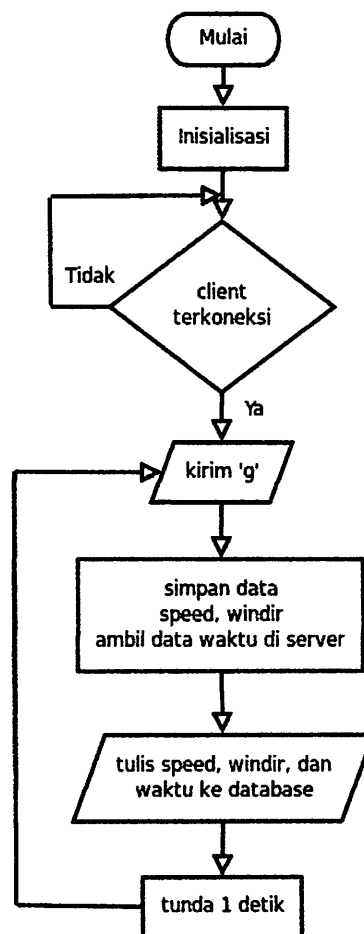 Mulai
Inisialisasi
Tidak
client
terkoneksi
Ya
kirim 'g'
simpan data
speed, windir
ambil data waktu di server
tulis speed, windir, dan
waktu ke database
tunda 1 detik